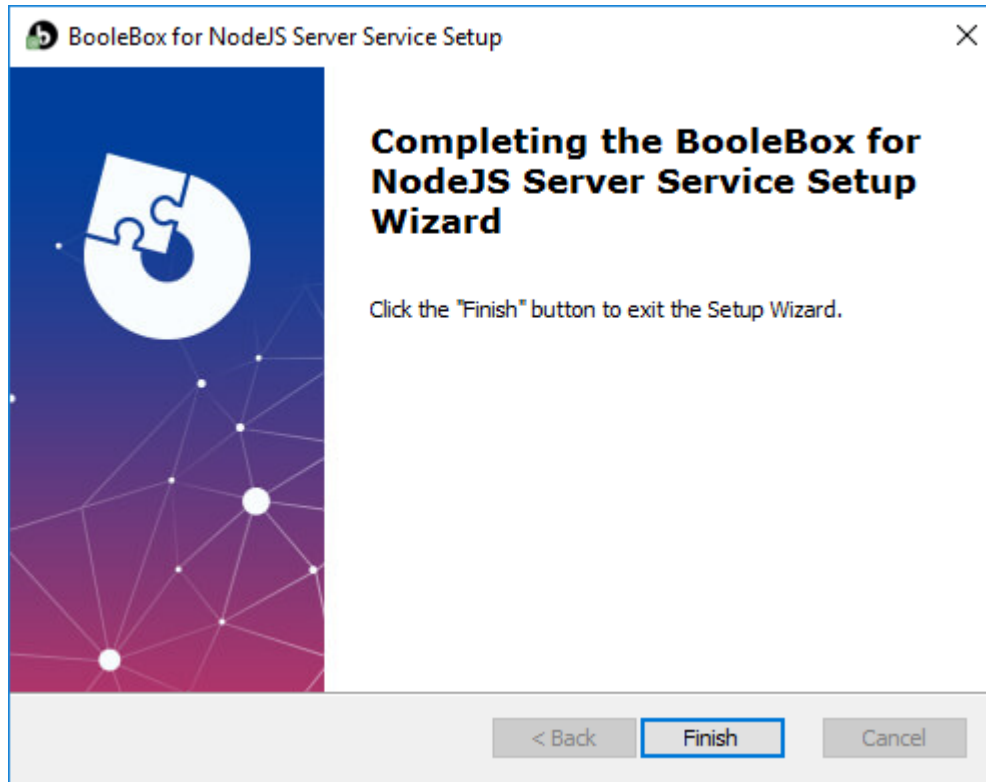 BooleBox for NodeJS Server Service Setup
Completing the BooleBox for
NodeJS Server Service Setup
Wizard
Click the "Finish" button to exit the Setup Wizard.
< Back
Finish
Cancel